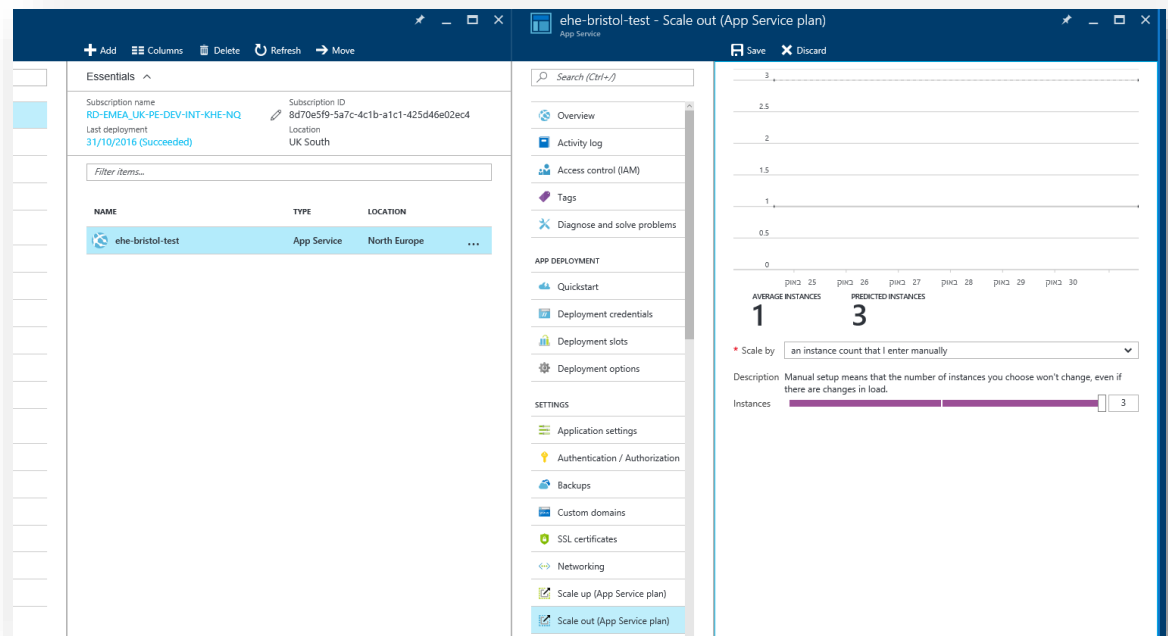 Add Columns Delete Refresh Move
Essentials
Subscription name
RD-EMEA_UK-PE-DEV-INT-KHE-NQ
Last deployment
31/10/2016 (Succeeded)
Subscription ID
8d70e5f9-5a7c-4c1b-a1c1-425d46e02ec4
Location
UK South
Filter items...
NAME TYPE LOCATION
ehe-bristol-test App Service North Europe ...
ehe-bristol-test - Scale out (App Service plan)
App Service
Search (Ctrl+/)
Overview
Activity log
Access control (IAM)
Tags
Diagnose and solve problems
APP DEPLOYMENT
Quickstart
Deployment credentials
Deployment slots
Deployment options
SETTINGS
Application settings
Authentication / Authorization
Backups
Custom domains
SSL certificates
Networking
Scale up (App Service plan)
Scale out (App Service plan)
Save Discard
3
2.5
2
1.5
1
0.5
0
25 באוק 26 באוק 27 באוק 28 באוק 29 באוק 30 באוק
AVERAGE INSTANCES PREDICTED INSTANCES
1 3
* Scale by an instance count that I enter manually
Description Manual setup means that the number of instances you choose won't change, even if
there are changes in load.
Instances 3